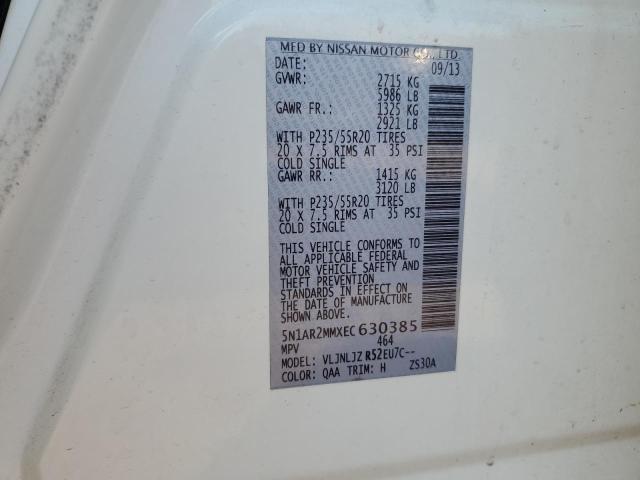 MFD BY NISSAN MOTOR CO., LTD.
DATE: 09/13
GVWR: 2715 KG
5986 LB
GAWR FR.: 1325 KG
2921 LB
WITH P235/55R20 TIRES
20 X 7.5 RIMS AT 35 PSI
COLD SINGLE
GAWR RR.: 1415 KG
3120 LB
WITH P235/55R20 TIRES
20 X 7.5 RIMS AT 35 PSI
COLD SINGLE
THIS VEHICLE CONFORMS TO
ALL APPLICABLE FEDERAL
MOTOR VEHICLE SAFETY AND
THEFT PREVENTION
STANDARDS IN EFFECT ON
THE DATE OF MANUFACTURE
SHOWN ABOVE.
5N1AR2MMXEC630385
MPV 464
MODEL: VLJNLJZ R52EU7C--
COLOR: QAA TRIM: H ZS30A